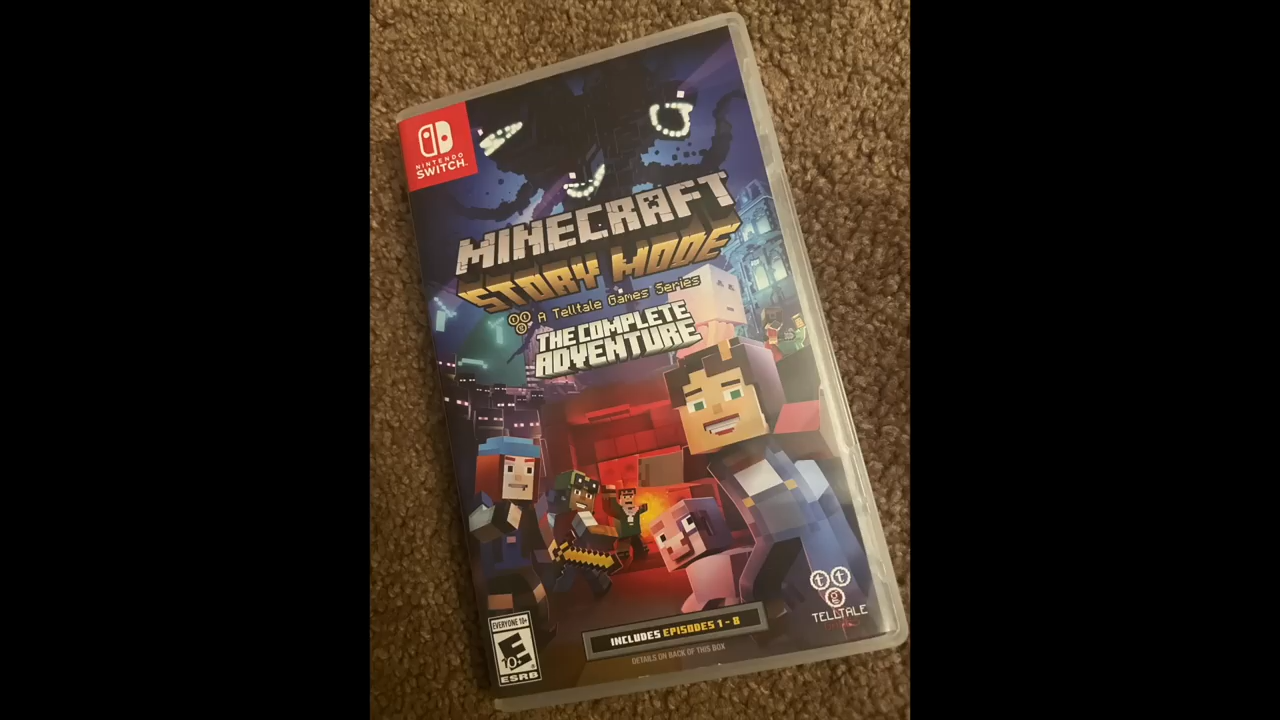 NINTENDO
SWITCH™
MINECRAFT
STORY MODE
A Telltale Games Series
THE COMPLETE
ADVENTURE
TELLTALE
EVERYONE 10+
E
10+
ESRB
INCLUDES EPISODES 1 - 8
DETAILS ON BACK OF THIS BOX